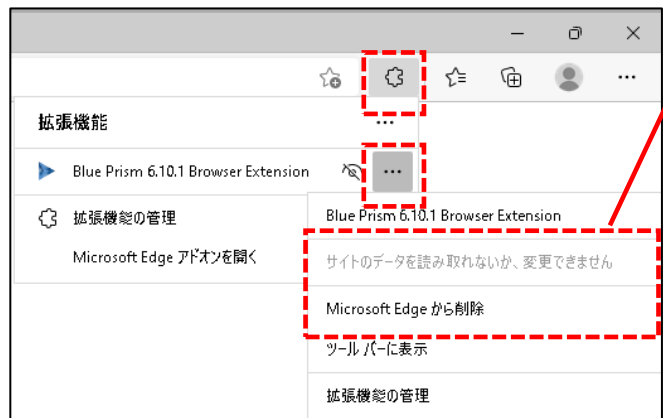 拡張機能
Blue Prism 6.10.1 Browser Extension
拡張機能の管理
Microsoft Edge アドオンを開く
Blue Prism 6.10.1 Browser Extension
サイトのデータを読み取れないか、変更できません
Microsoft Edge から削除
ツール バーに表示
拡張機能の管理